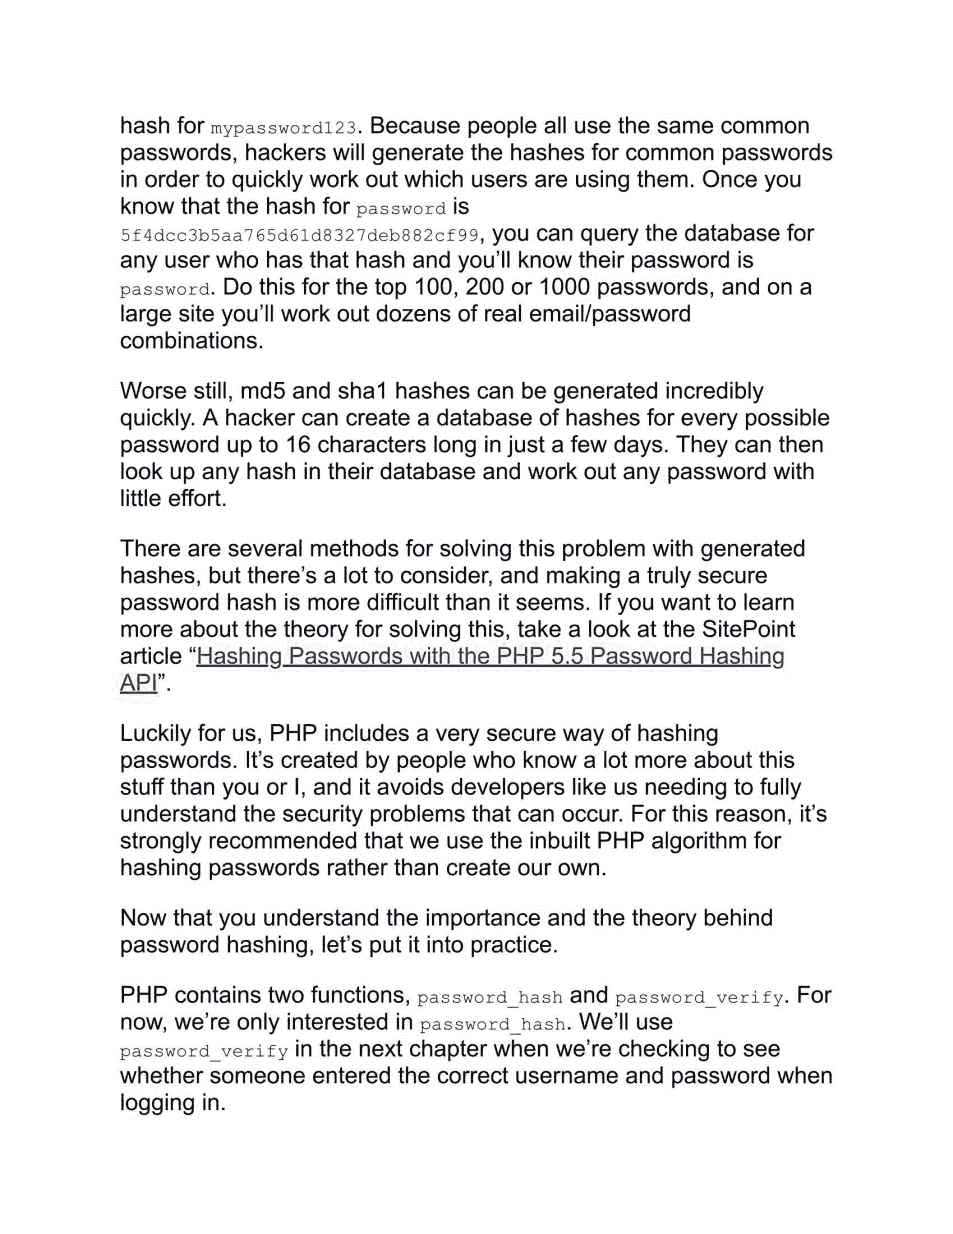 hash for mypassword123. Because people all use the same common
passwords, hackers will generate the hashes for common passwords
in order to quickly work out which users are using them. Once you
know that the hash for password is
5f4dcc3b5aa765d61d8327deb882cf99, you can query the database for
any user who has that hash and you’ll know their password is
password. Do this for the top 100, 200 or 1000 passwords, and on a
large site you’ll work out dozens of real email/password
combinations.
Worse still, md5 and sha1 hashes can be generated incredibly
quickly. A hacker can create a database of hashes for every possible
password up to 16 characters long in just a few days. They can then
look up any hash in their database and work out any password with
little effort.
There are several methods for solving this problem with generated
hashes, but there’s a lot to consider, and making a truly secure
password hash is more difficult than it seems. If you want to learn
more about the theory for solving this, take a look at the SitePoint
article “Hashing Passwords with the PHP 5.5 Password Hashing
API”.
Luckily for us, PHP includes a very secure way of hashing
passwords. It’s created by people who know a lot more about this
stuff than you or I, and it avoids developers like us needing to fully
understand the security problems that can occur. For this reason, it’s
strongly recommended that we use the inbuilt PHP algorithm for
hashing passwords rather than create our own.
Now that you understand the importance and the theory behind
password hashing, let’s put it into practice.
PHP contains two functions, password_hash and password_verify. For
now, we’re only interested in password_hash. We’ll use
password_verify in the next chapter when we’re checking to see
whether someone entered the correct username and password when
logging in.